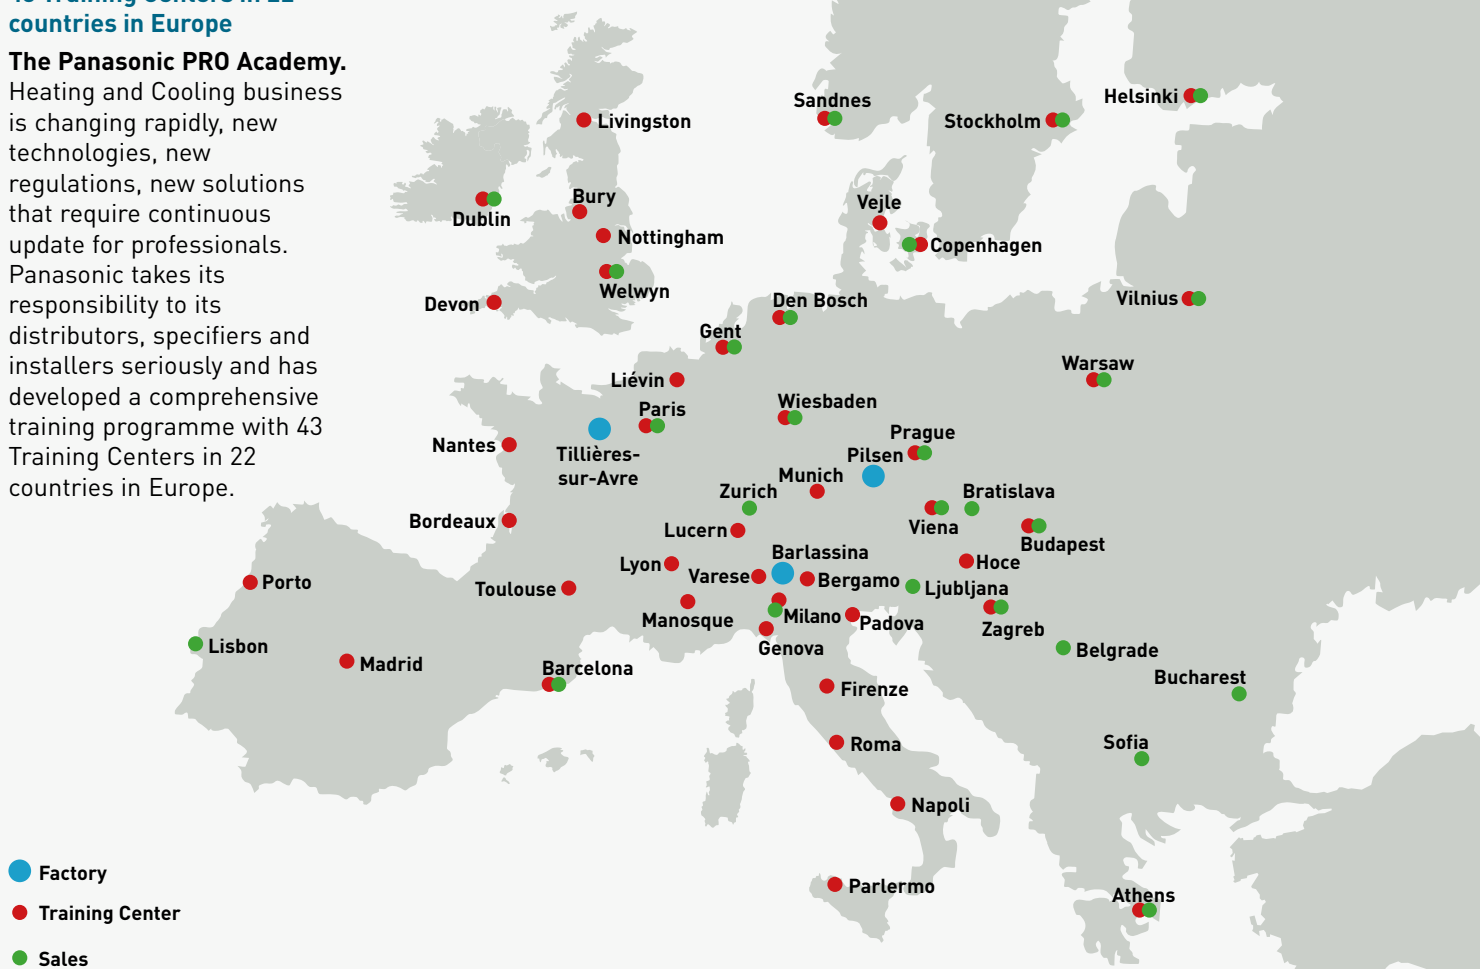 countries in Europe
The Panasonic PRO Academy.
Heating and Cooling business
is changing rapidly, new
technologies, new
regulations, new solutions
that require continuous
update for professionals.
Panasonic takes its
responsibility to its
distributors, specifiers and
installers seriously and has
developed a comprehensive
training programme with 43
Training Centers in 22
countries in Europe.
Sandnes
Helsinki
Livingston
Stockholm
Bury
Dublin
Vejle
Nottingham
Copenhagen
Welwyn
Devon
Den Bosch
Vilnius
Gent
Liévin
Warsaw
Paris
Wiesbaden
Nantes
Tillières-
sur-Avre
Prague
Pilsen
Munich
Zurich
Bratislava
Bordeaux
Lucern
Viena
Budapest
Barlassina
Lyon
Varese
Bergamo
Hoce
Porto
Toulouse
Ljubljana
Manosque
Milano
Padova
Zagreb
Lisbon
Madrid
Genova
Belgrade
Barcelona
Bucharest
Firenze
Roma
Sofia
Napoli
Parlermo
Athens
Factory
Training Center
Sales